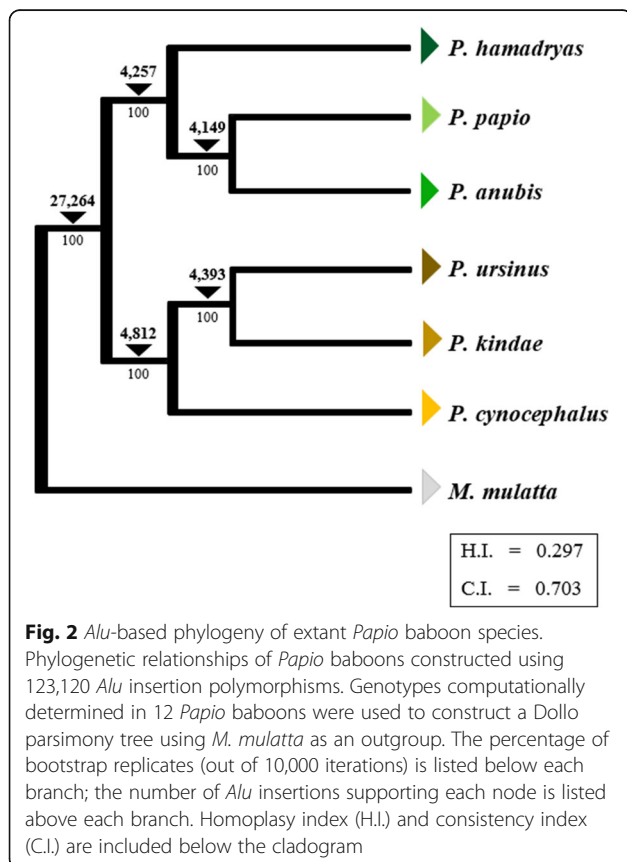 P. hamadryas
4,257
100
P. papio
4,149
100
P. anubis
27,264
100
P. ursinus
4,393
100
4,812
100
P. kindae
P. cynocephalus
M. mulatta
H.I. = 0.297
C.I. = 0.703
Fig. 2 Alu-based phylogeny of extant Papio baboon species.
Phylogenetic relationships of Papio baboons constructed using
123,120 Alu insertion polymorphisms. Genotypes computationally
determined in 12 Papio baboons were used to construct a Dollo
parsimony tree using M. mulatta as an outgroup. The percentage of
bootstrap replicates (out of 10,000 iterations) is listed below each
branch; the number of Alu insertions supporting each node is listed
above each branch. Homoplasy index (H.I.) and consistency index
(C.I.) are included below the cladogram